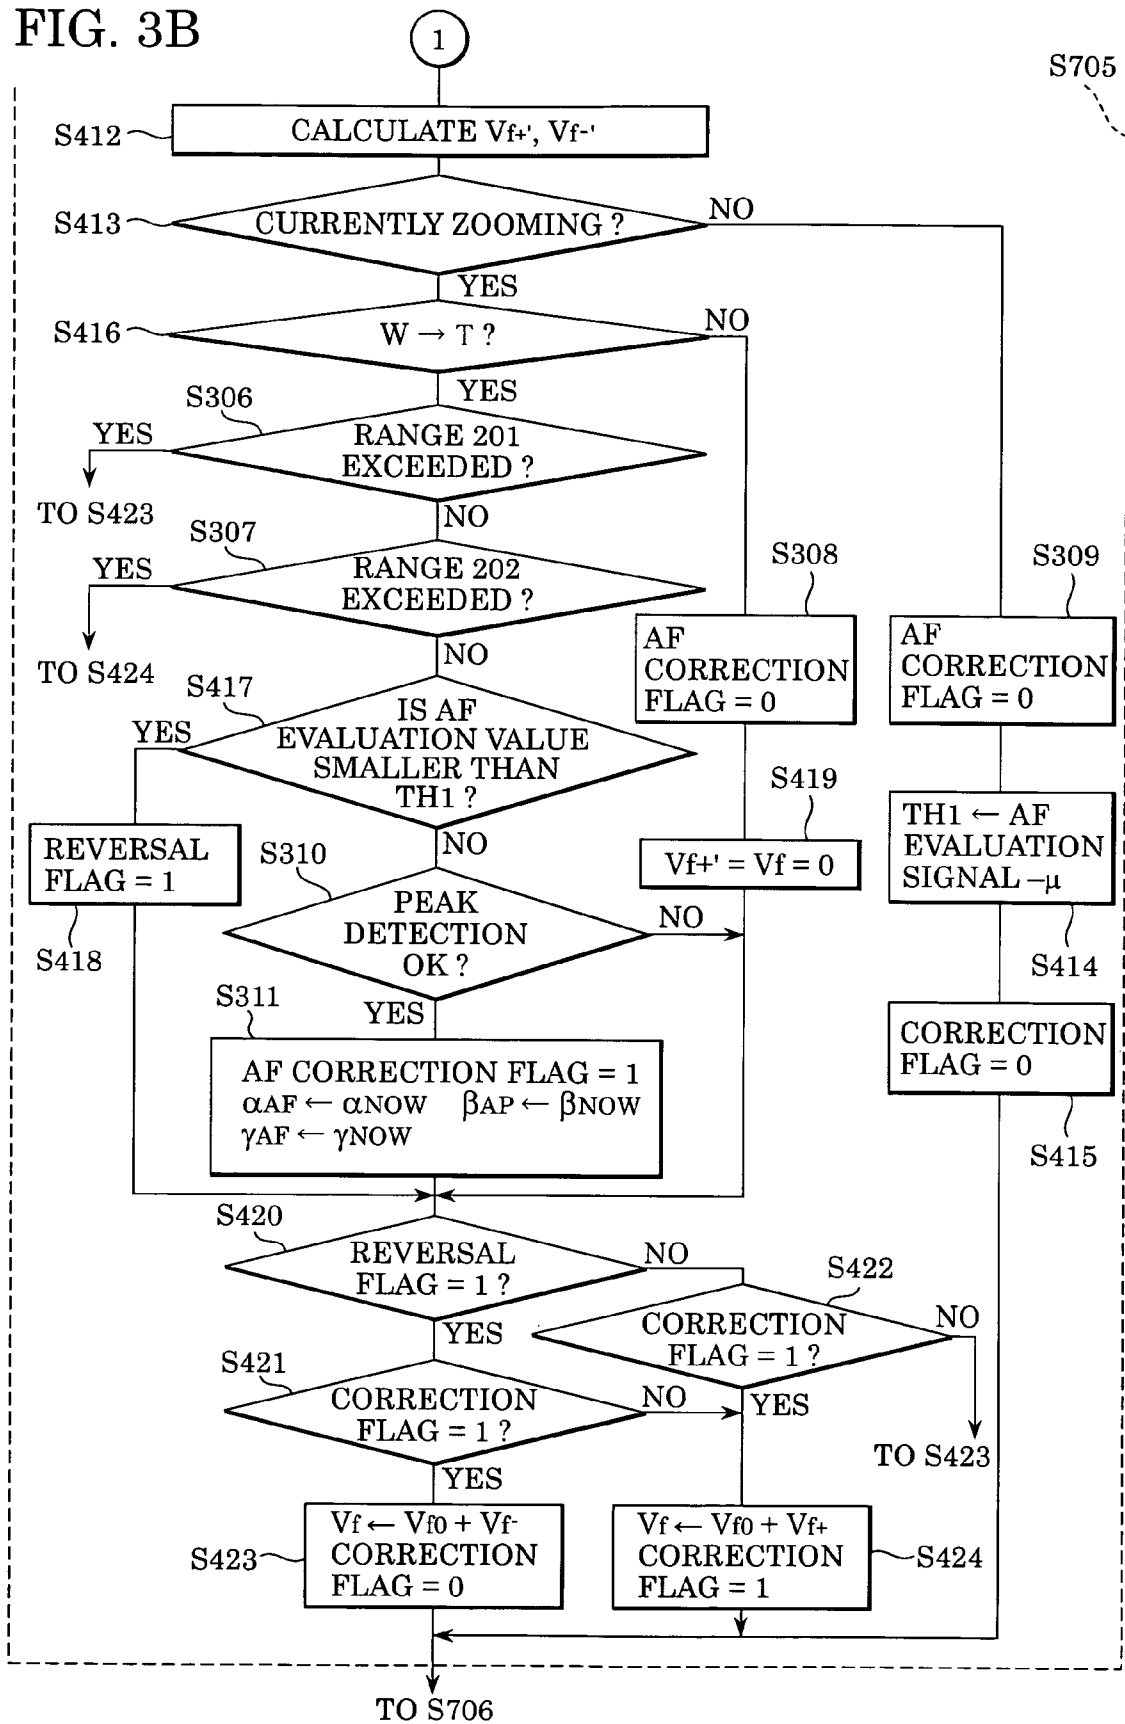 FIG. 3B
1
S705
S412
CALCULATE Vf+', Vf-'
S413
CURRENTLY ZOOMING ?
NO
YES
S416
W → T ?
NO
YES
S306
RANGE 201
EXCEEDED ?
YES
TO S423
NO
S307
RANGE 202
EXCEEDED ?
YES
TO S424
NO
S308
AF
CORRECTION
FLAG = 0
S309
AF
CORRECTION
FLAG = 0
S417
IS AF
EVALUATION VALUE
SMALLER THAN
TH1 ?
YES
NO
S419
Vf+' = Vf = 0
TH1 ← AF
EVALUATION
SIGNAL –μ
S414
REVERSAL
FLAG = 1
S418
S310
PEAK
DETECTION
OK ?
NO
YES
CORRECTION
FLAG = 0
S415
S311
AF CORRECTION FLAG = 1
αAF ← αNOW βAP ← βNOW
γAF ← γNOW
S420
REVERSAL
FLAG = 1 ?
NO
YES
S422
CORRECTION
FLAG = 1 ?
NO
YES
TO S423
S421
CORRECTION
FLAG = 1 ?
NO
YES
S423
Vf ← Vf0 + Vf-
CORRECTION
FLAG = 0
Vf ← Vf0 + Vf+
CORRECTION
FLAG = 1
S424
TO S706